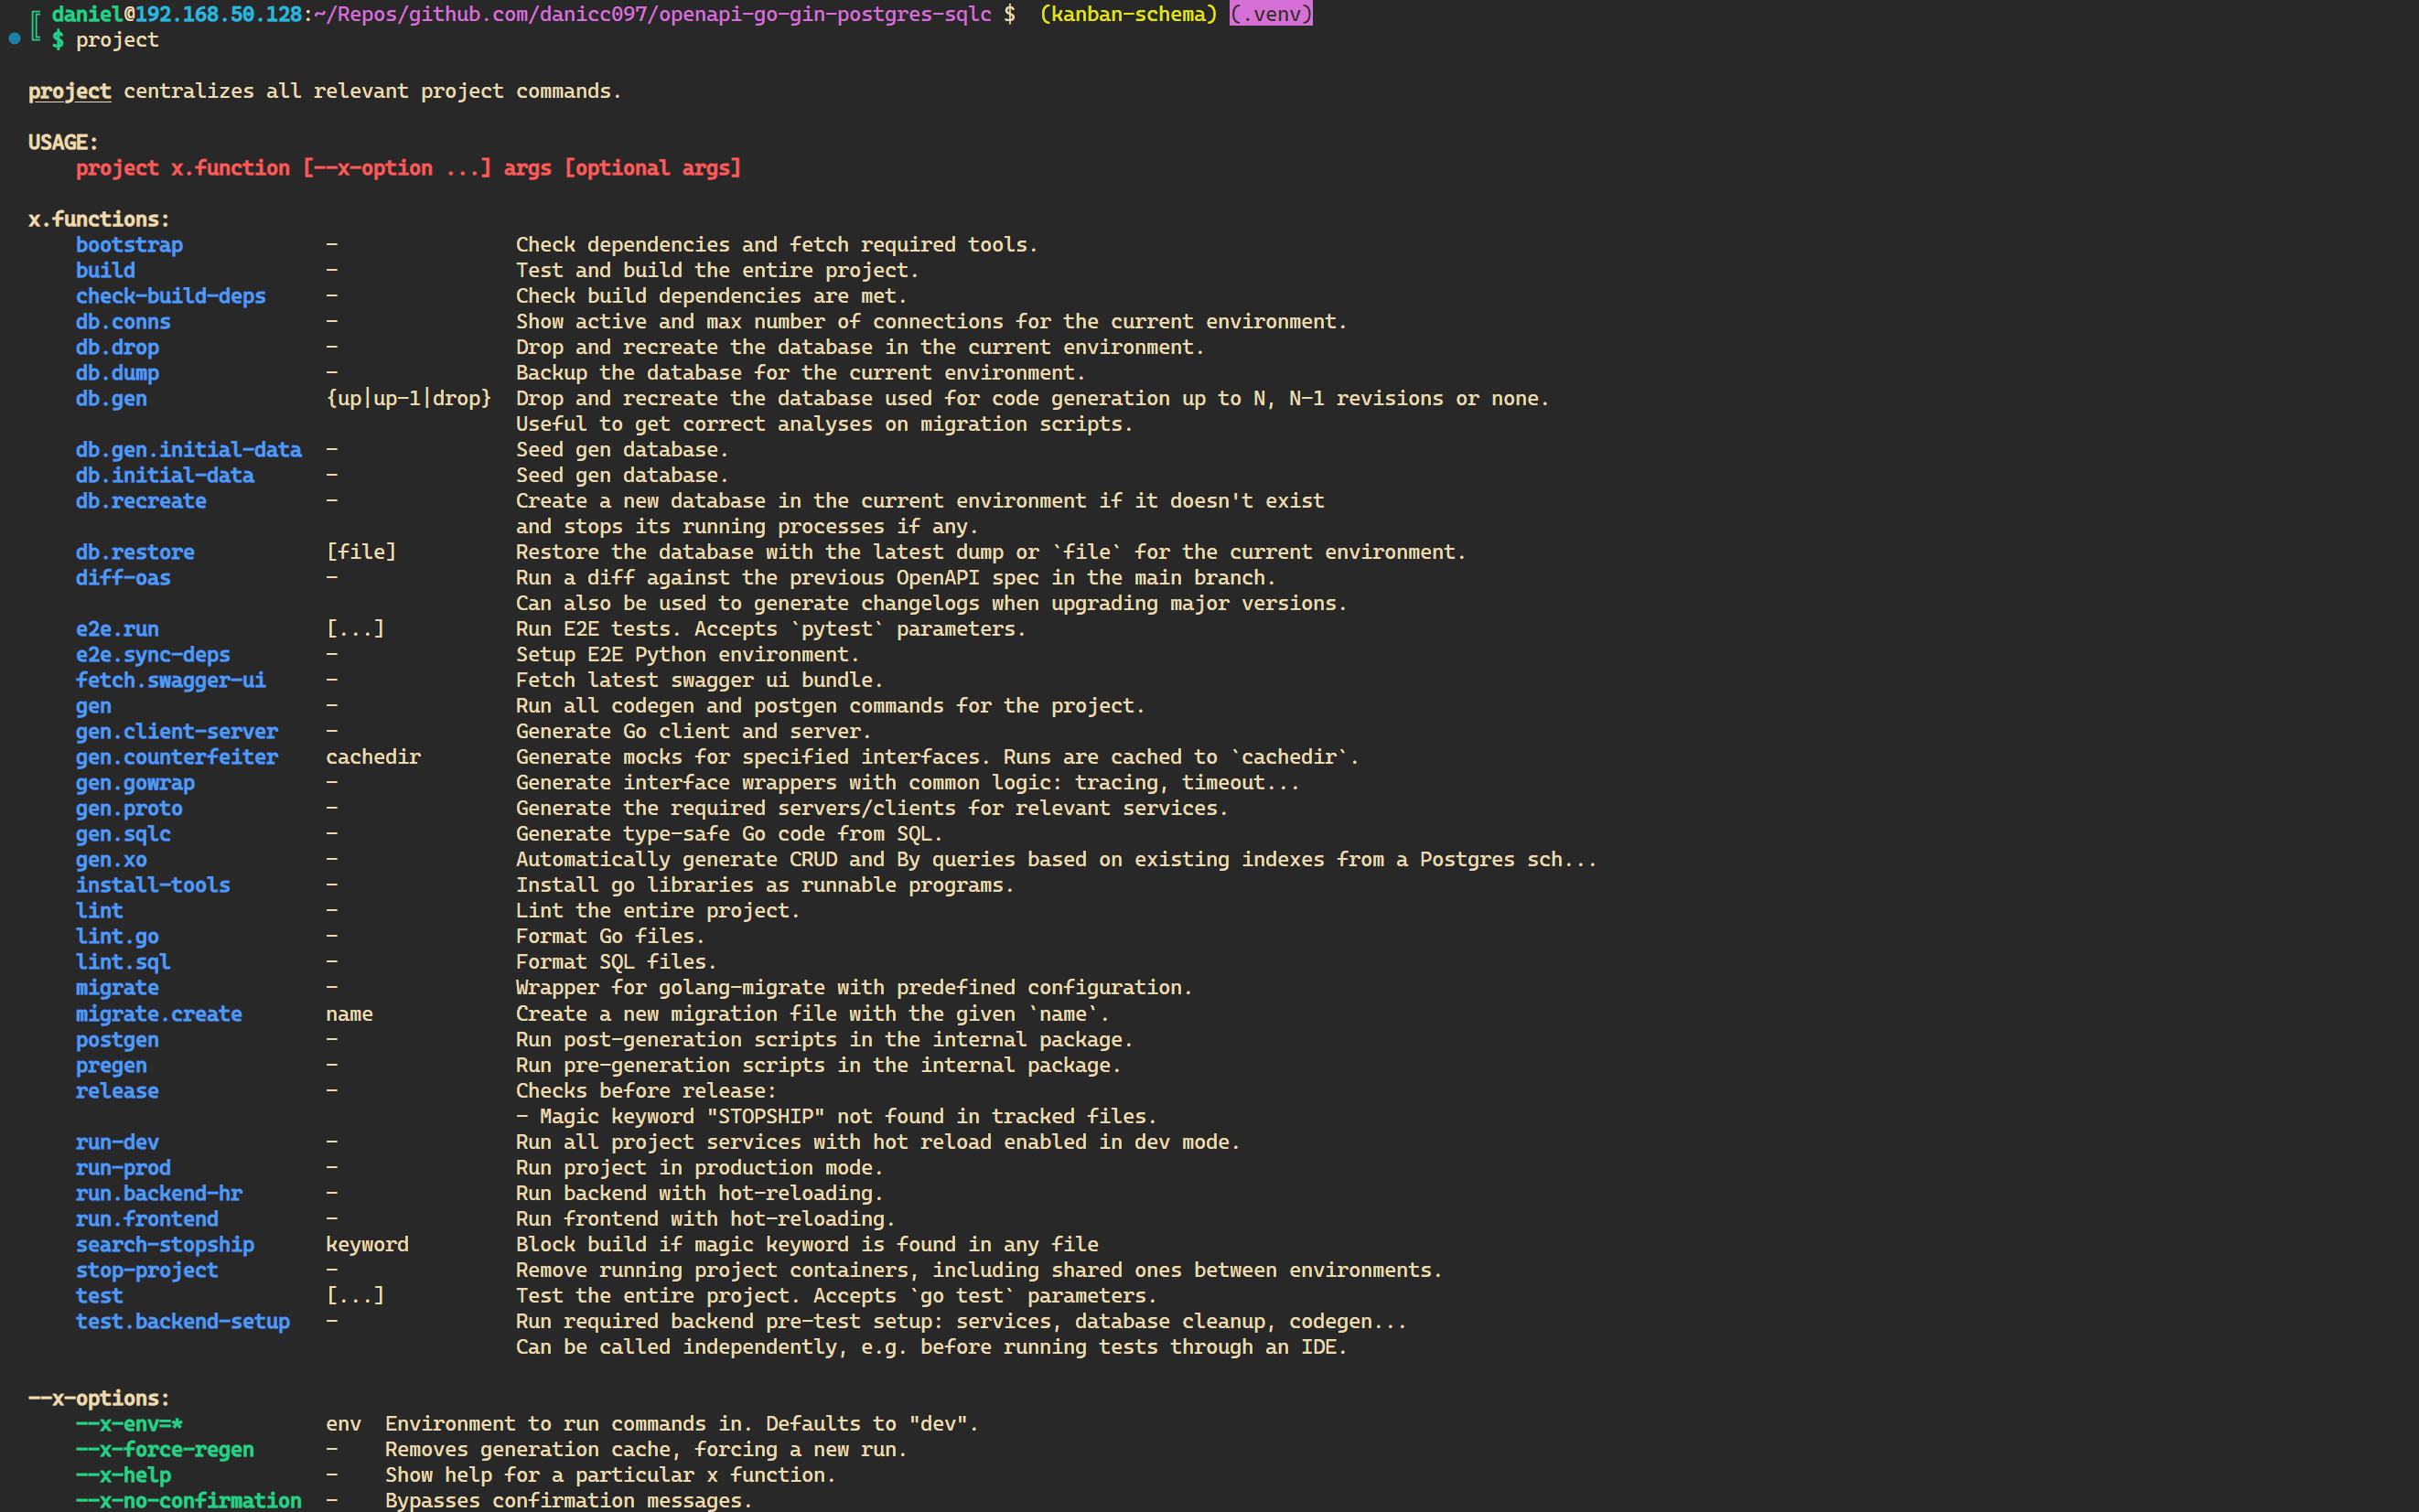 daniel@192.168.50.128:~/Repos/github.com/danicc097/openapi-go-gin-postgres-sqlc $  (kanban-schema) (.venv)
$ project
project centralizes all relevant project commands.
USAGE:
project x.function [--x-option ...] args [optional args]
x.functions:
bootstrap - Check dependencies and fetch required tools.
build - Test and build the entire project.
check-build-deps - Check build dependencies are met.
db.conns - Show active and max number of connections for the current environment.
db.drop - Drop and recreate the database in the current environment.
db.dump - Backup the database for the current environment.
db.gen {up|up-1|drop} Drop and recreate the database used for code generation up to N, N-1 revisions or none.
Useful to get correct analyses on migration scripts.
db.gen.initial-data - Seed gen database.
db.initial-data - Seed gen database.
db.recreate - Create a new database in the current environment if it doesn't exist
and stops its running processes if any.
db.restore [file] Restore the database with the latest dump or `file` for the current environment.
diff-oas - Run a diff against the previous OpenAPI spec in the main branch.
Can also be used to generate changelogs when upgrading major versions.
e2e.run [...] Run E2E tests. Accepts `pytest` parameters.
e2e.sync-deps - Setup E2E Python environment.
fetch.swagger-ui - Fetch latest swagger ui bundle.
gen - Run all codegen and postgen commands for the project.
gen.client-server - Generate Go client and server.
gen.counterfeiter cachedir Generate mocks for specified interfaces. Runs are cached to `cachedir`.
gen.gowrap - Generate interface wrappers with common logic: tracing, timeout...
gen.proto - Generate the required servers/clients for relevant services.
gen.sqlc - Generate type-safe Go code from SQL.
gen.xo - Automatically generate CRUD and By queries based on existing indexes from a Postgres sch...
install-tools - Install go libraries as runnable programs.
lint - Lint the entire project.
lint.go - Format Go files.
lint.sql - Format SQL files.
migrate - Wrapper for golang-migrate with predefined configuration.
migrate.create name Create a new migration file with the given `name`.
postgen - Run post-generation scripts in the internal package.
pregen - Run pre-generation scripts in the internal package.
release - Checks before release:
- Magic keyword "STOPSHIP" not found in tracked files.
run-dev - Run all project services with hot reload enabled in dev mode.
run-prod - Run project in production mode.
run.backend-hr - Run backend with hot-reloading.
run.frontend - Run frontend with hot-reloading.
search-stopship keyword Block build if magic keyword is found in any file
stop-project - Remove running project containers, including shared ones between environments.
test [...] Test the entire project. Accepts `go test` parameters.
test.backend-setup - Run required backend pre-test setup: services, database cleanup, codegen...
Can be called independently, e.g. before running tests through an IDE.
--x-options:
--x-env=* env Environment to run commands in. Defaults to "dev".
--x-force-regen - Removes generation cache, forcing a new run.
--x-help - Show help for a particular x function.
--x-no-confirmation - Bypasses confirmation messages.